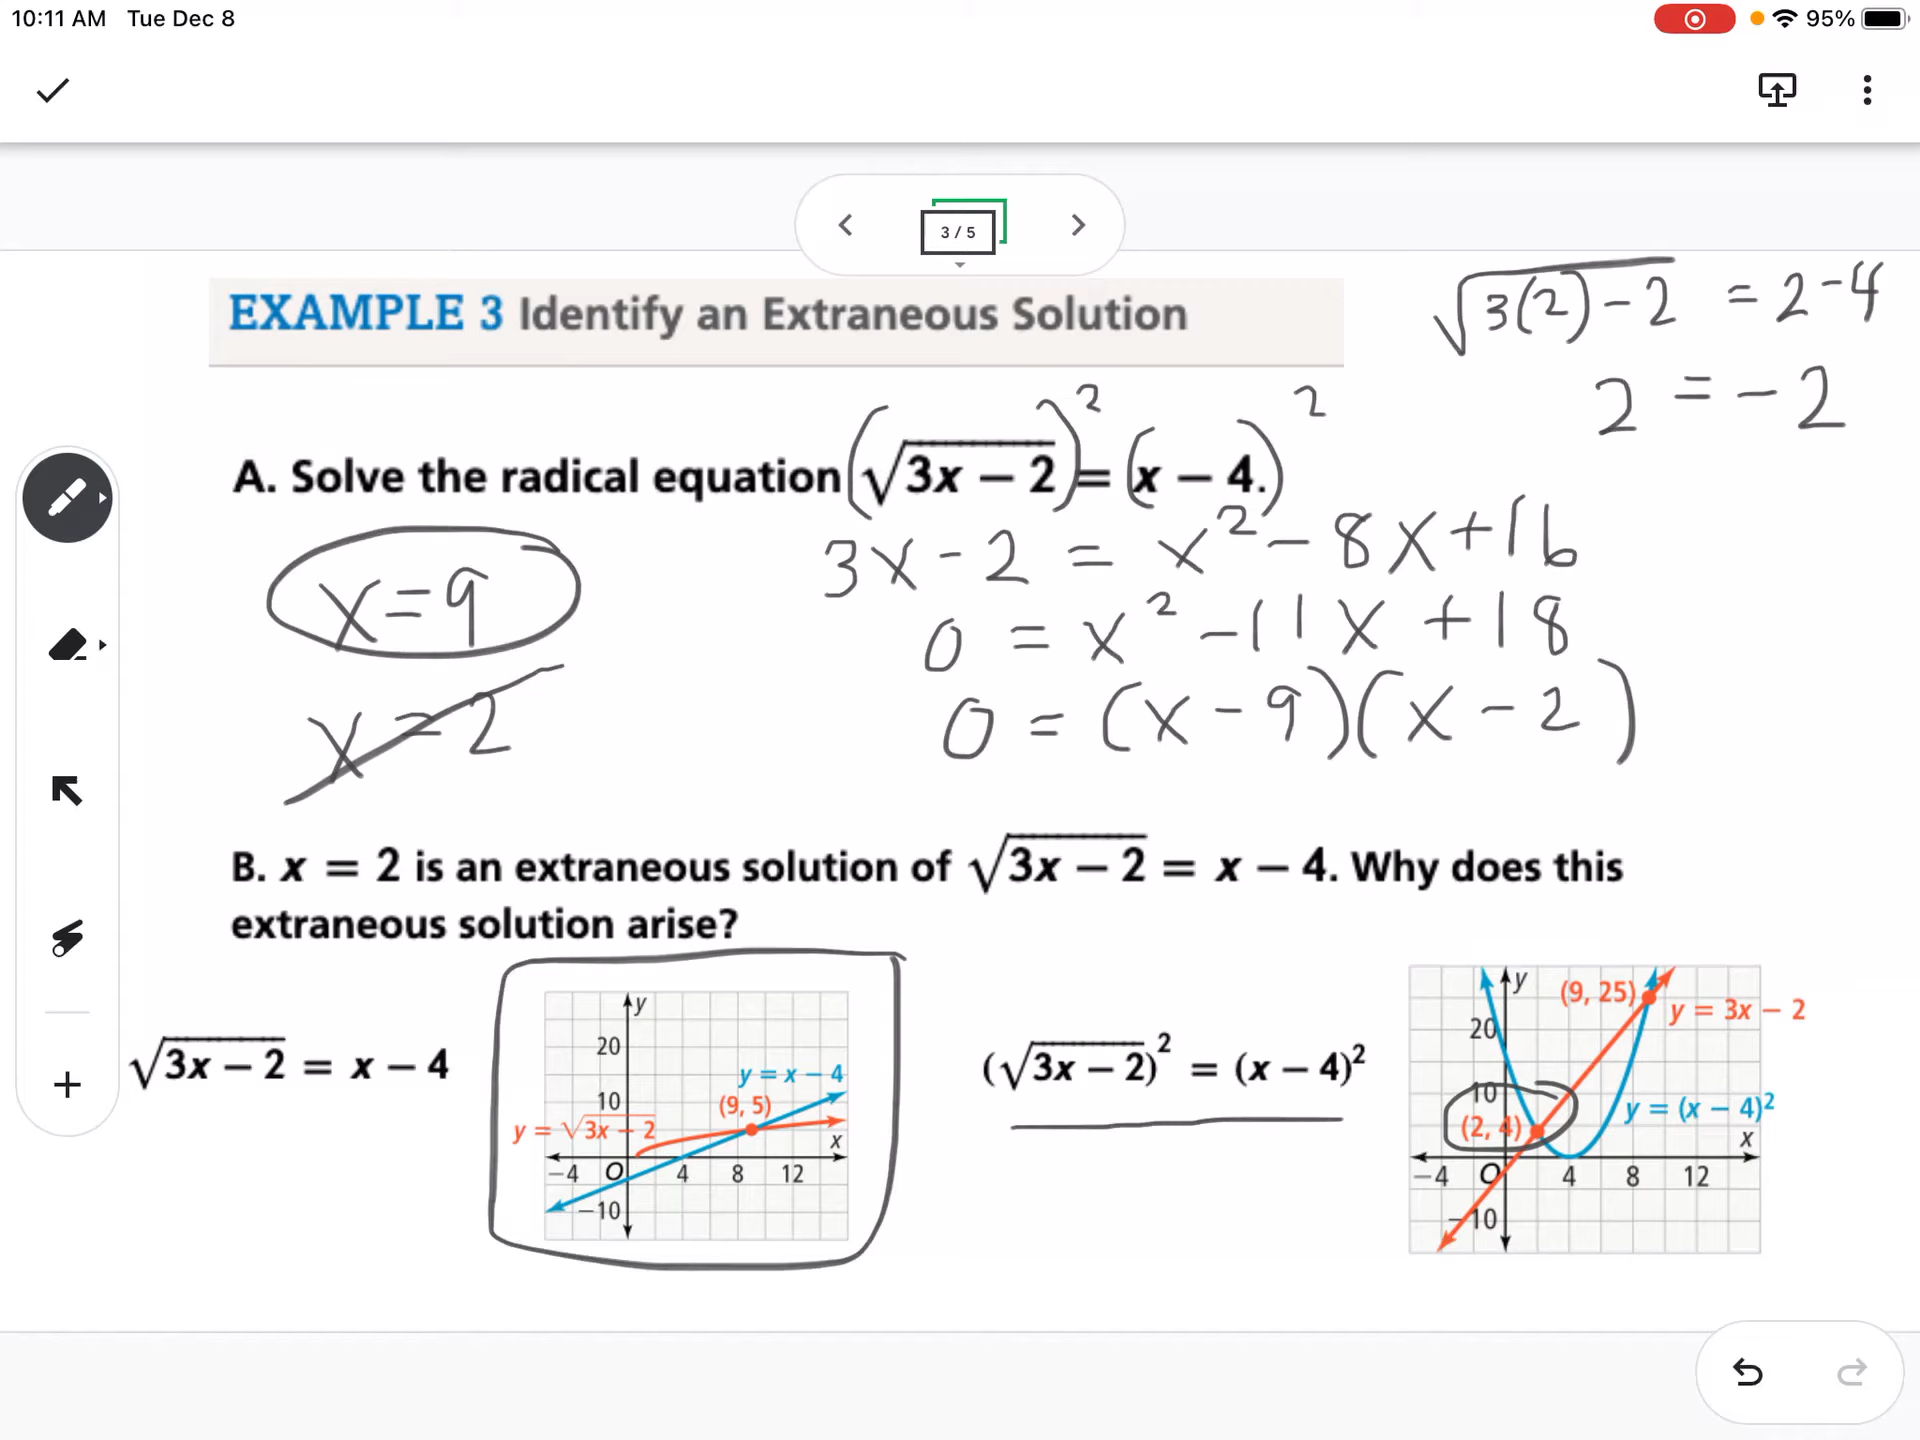 10:11 AM Tue Dec 8
95%
3 / 5
EXAMPLE 3 Identify an Extraneous Solution
√3(2)-2 = 2-4
2 = -2
A. Solve the radical equation (√3x − 2)² = (x − 4.)²
3x - 2 = x² - 8x + 16
x = 9
0 = x² - 11x + 18
x = 2
0 = (x - 9)(x - 2)
B. x = 2 is an extraneous solution of √3x − 2 = x − 4. Why does this
extraneous solution arise?
√3x − 2 = x − 4
y
20
y = x − 4
10
(9, 5)
y = √3x − 2
x
−4 O 4 8 12
−10
(√3x − 2)² = (x − 4)²
y
(9, 25)
y = 3x − 2
20
10
y = (x − 4)²
(2, 4)
x
−4 O 4 8 12
−10